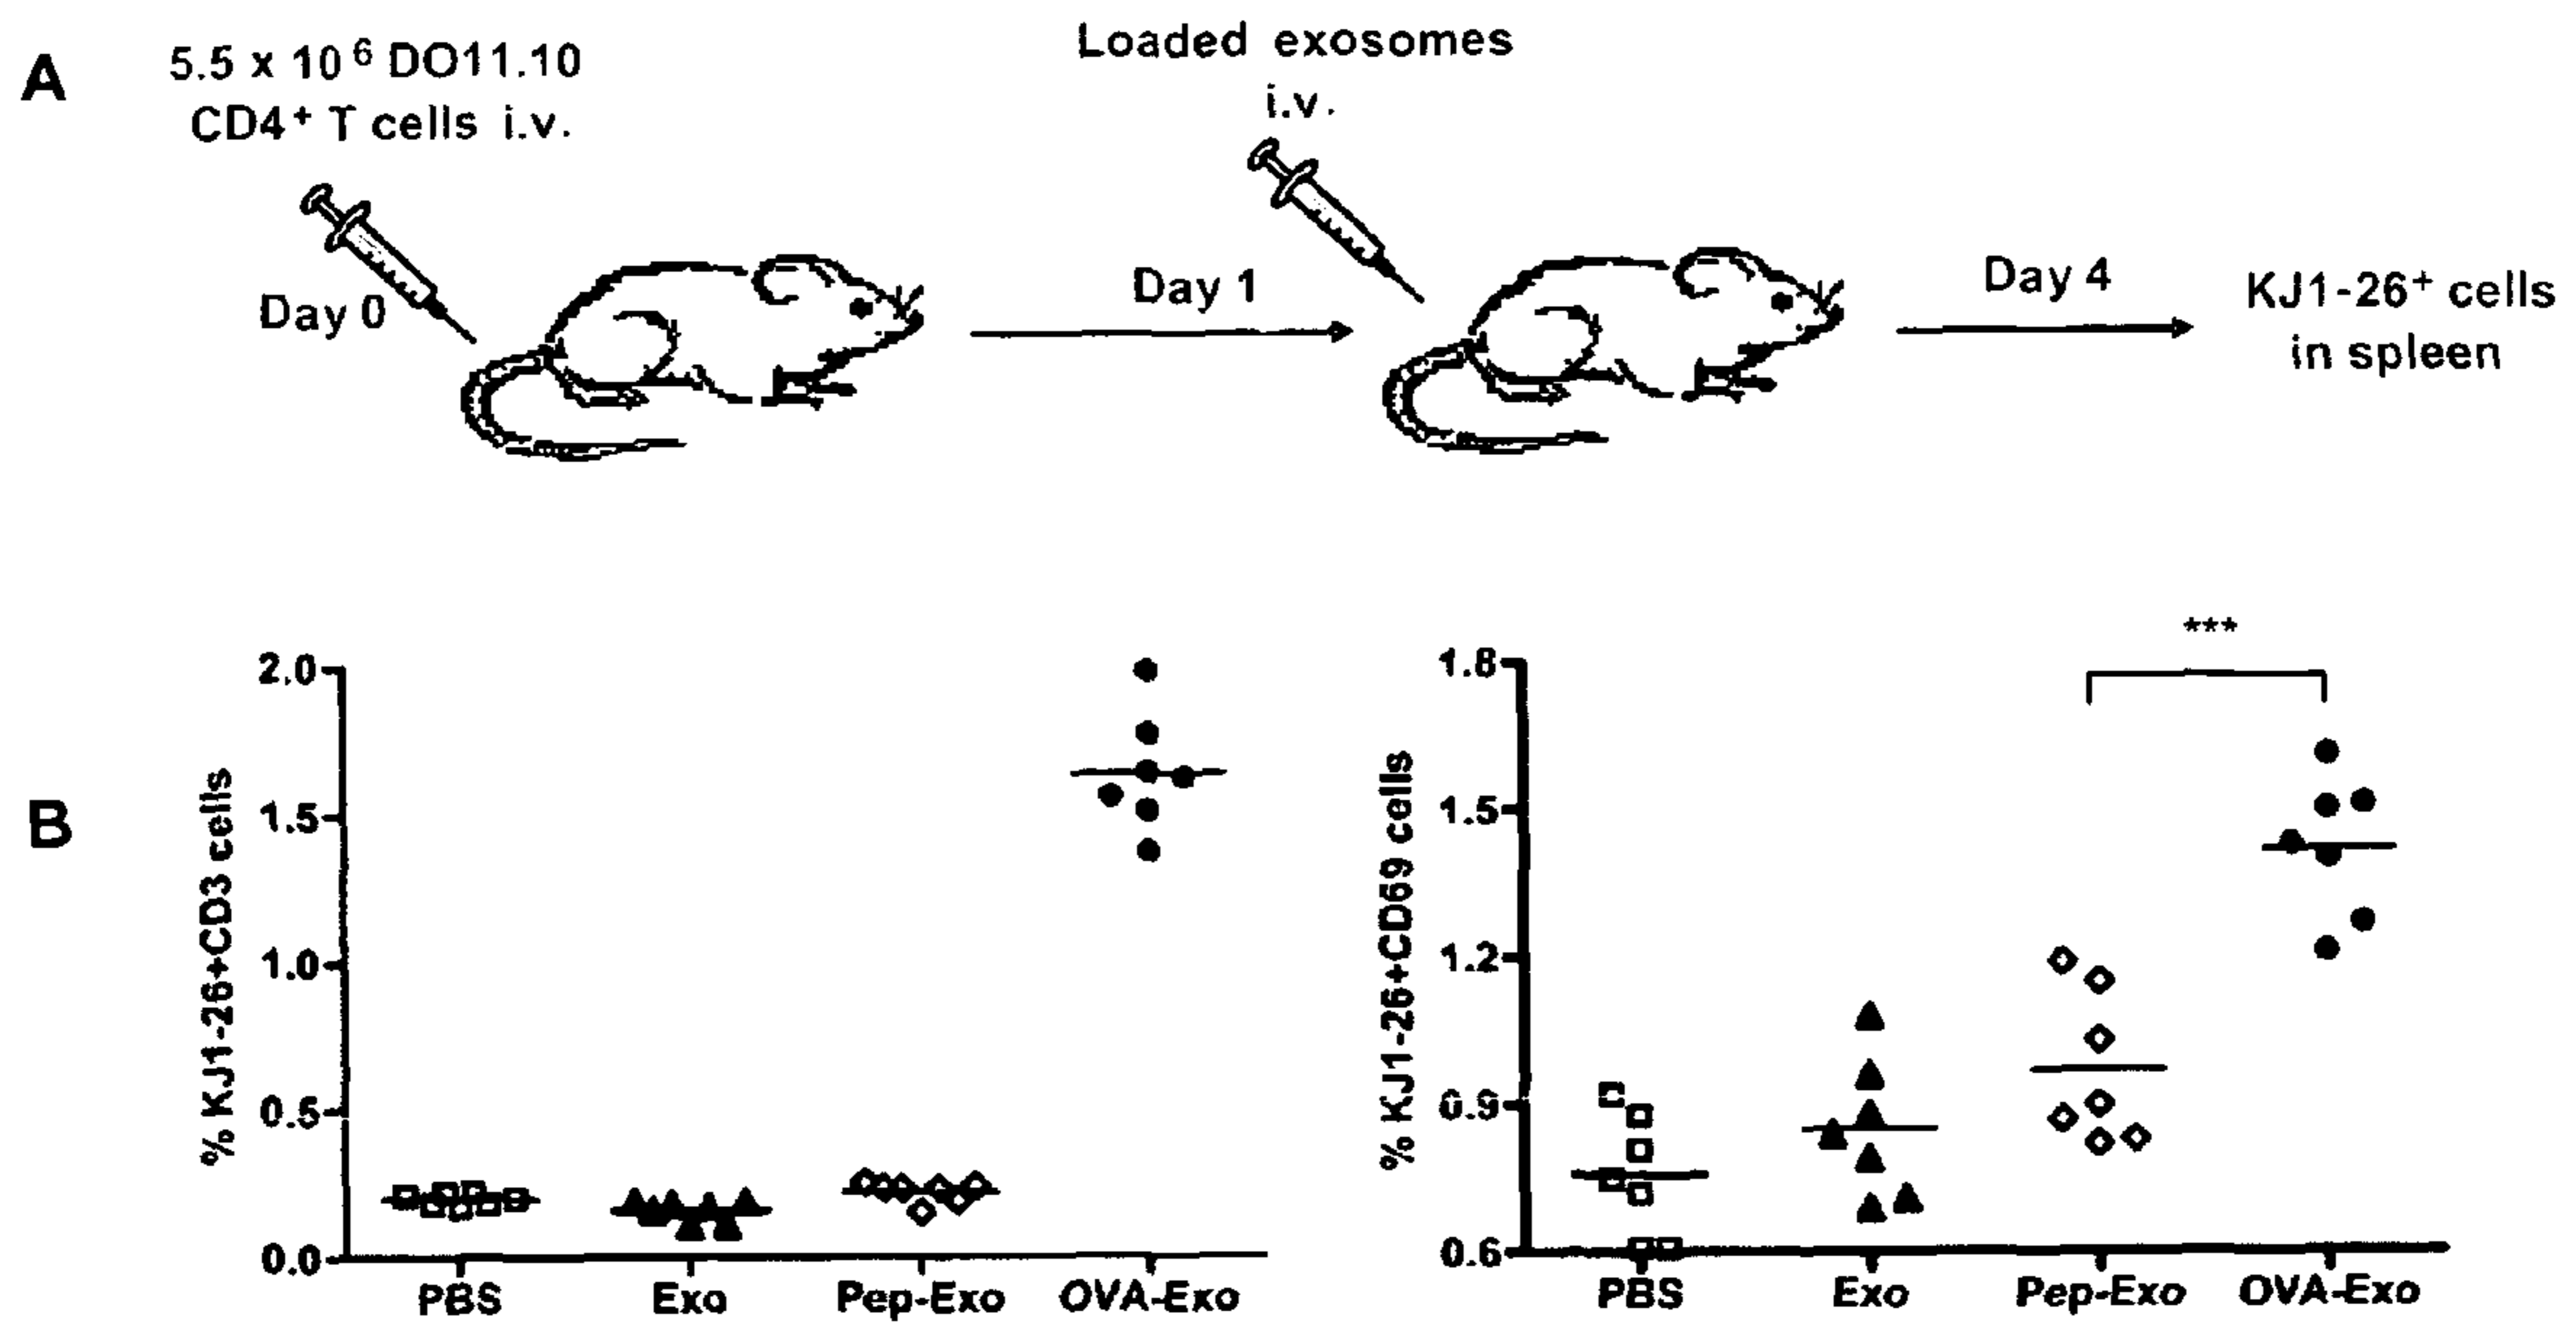 A
5.5 x 10⁶ DO11.10
CD4⁺ T cells i.v.
Loaded exosomes
i.v.
Day 0
Day 1
Day 4
KJ1-26⁺ cells
in spleen
B
% KJ1-26+CD3 cells
2.0
1.5
1.0
0.5
0.0
PBS Exo Pep-Exo OVA-Exo
***
% KJ1-26+CD69 cells
1.8
1.5
1.2
0.9
0.6
PBS Exo Pep-Exo OVA-Exo